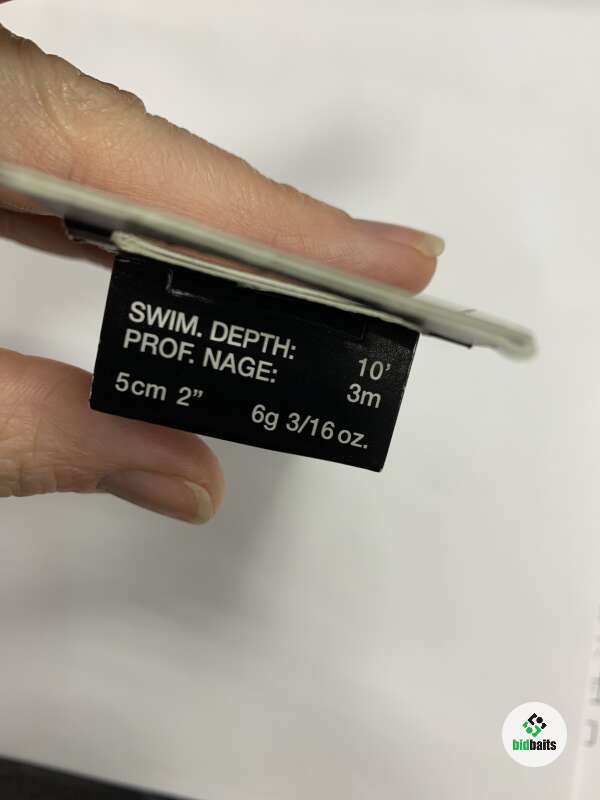 SWIM. DEPTH: 10'
PROF. NAGE: 3m
5cm 2” 6g 3/16 oz.
bidbaits